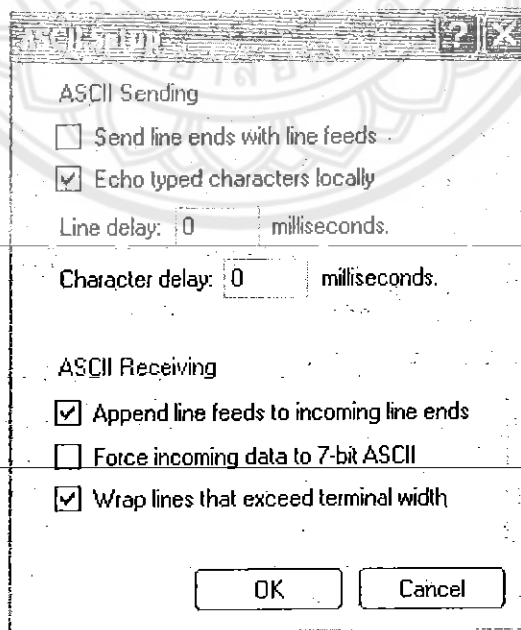 ASCII Setup
ASCII Sending
Send line ends with line feeds
Echo typed characters locally
Line delay: 0 milliseconds.
Character delay: 0 milliseconds.
ASCII Receiving
Append line feeds to incoming line ends
Force incoming data to 7-bit ASCII
Wrap lines that exceed terminal width
OK Cancel